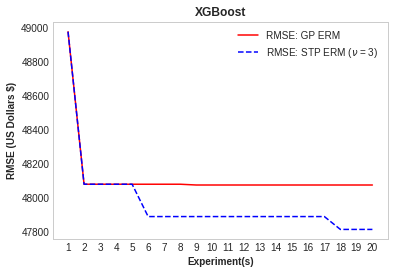 XGBoost
RMSE: GP ERM
RMSE: STP ERM (ν = 3)
RMSE (US Dollars $)
49000
48800
48600
48400
48200
48000
47800
1 2 3 4 5 6 7 8 9 10 11 12 13 14 15 16 17 18 19 20
Experiment(s)